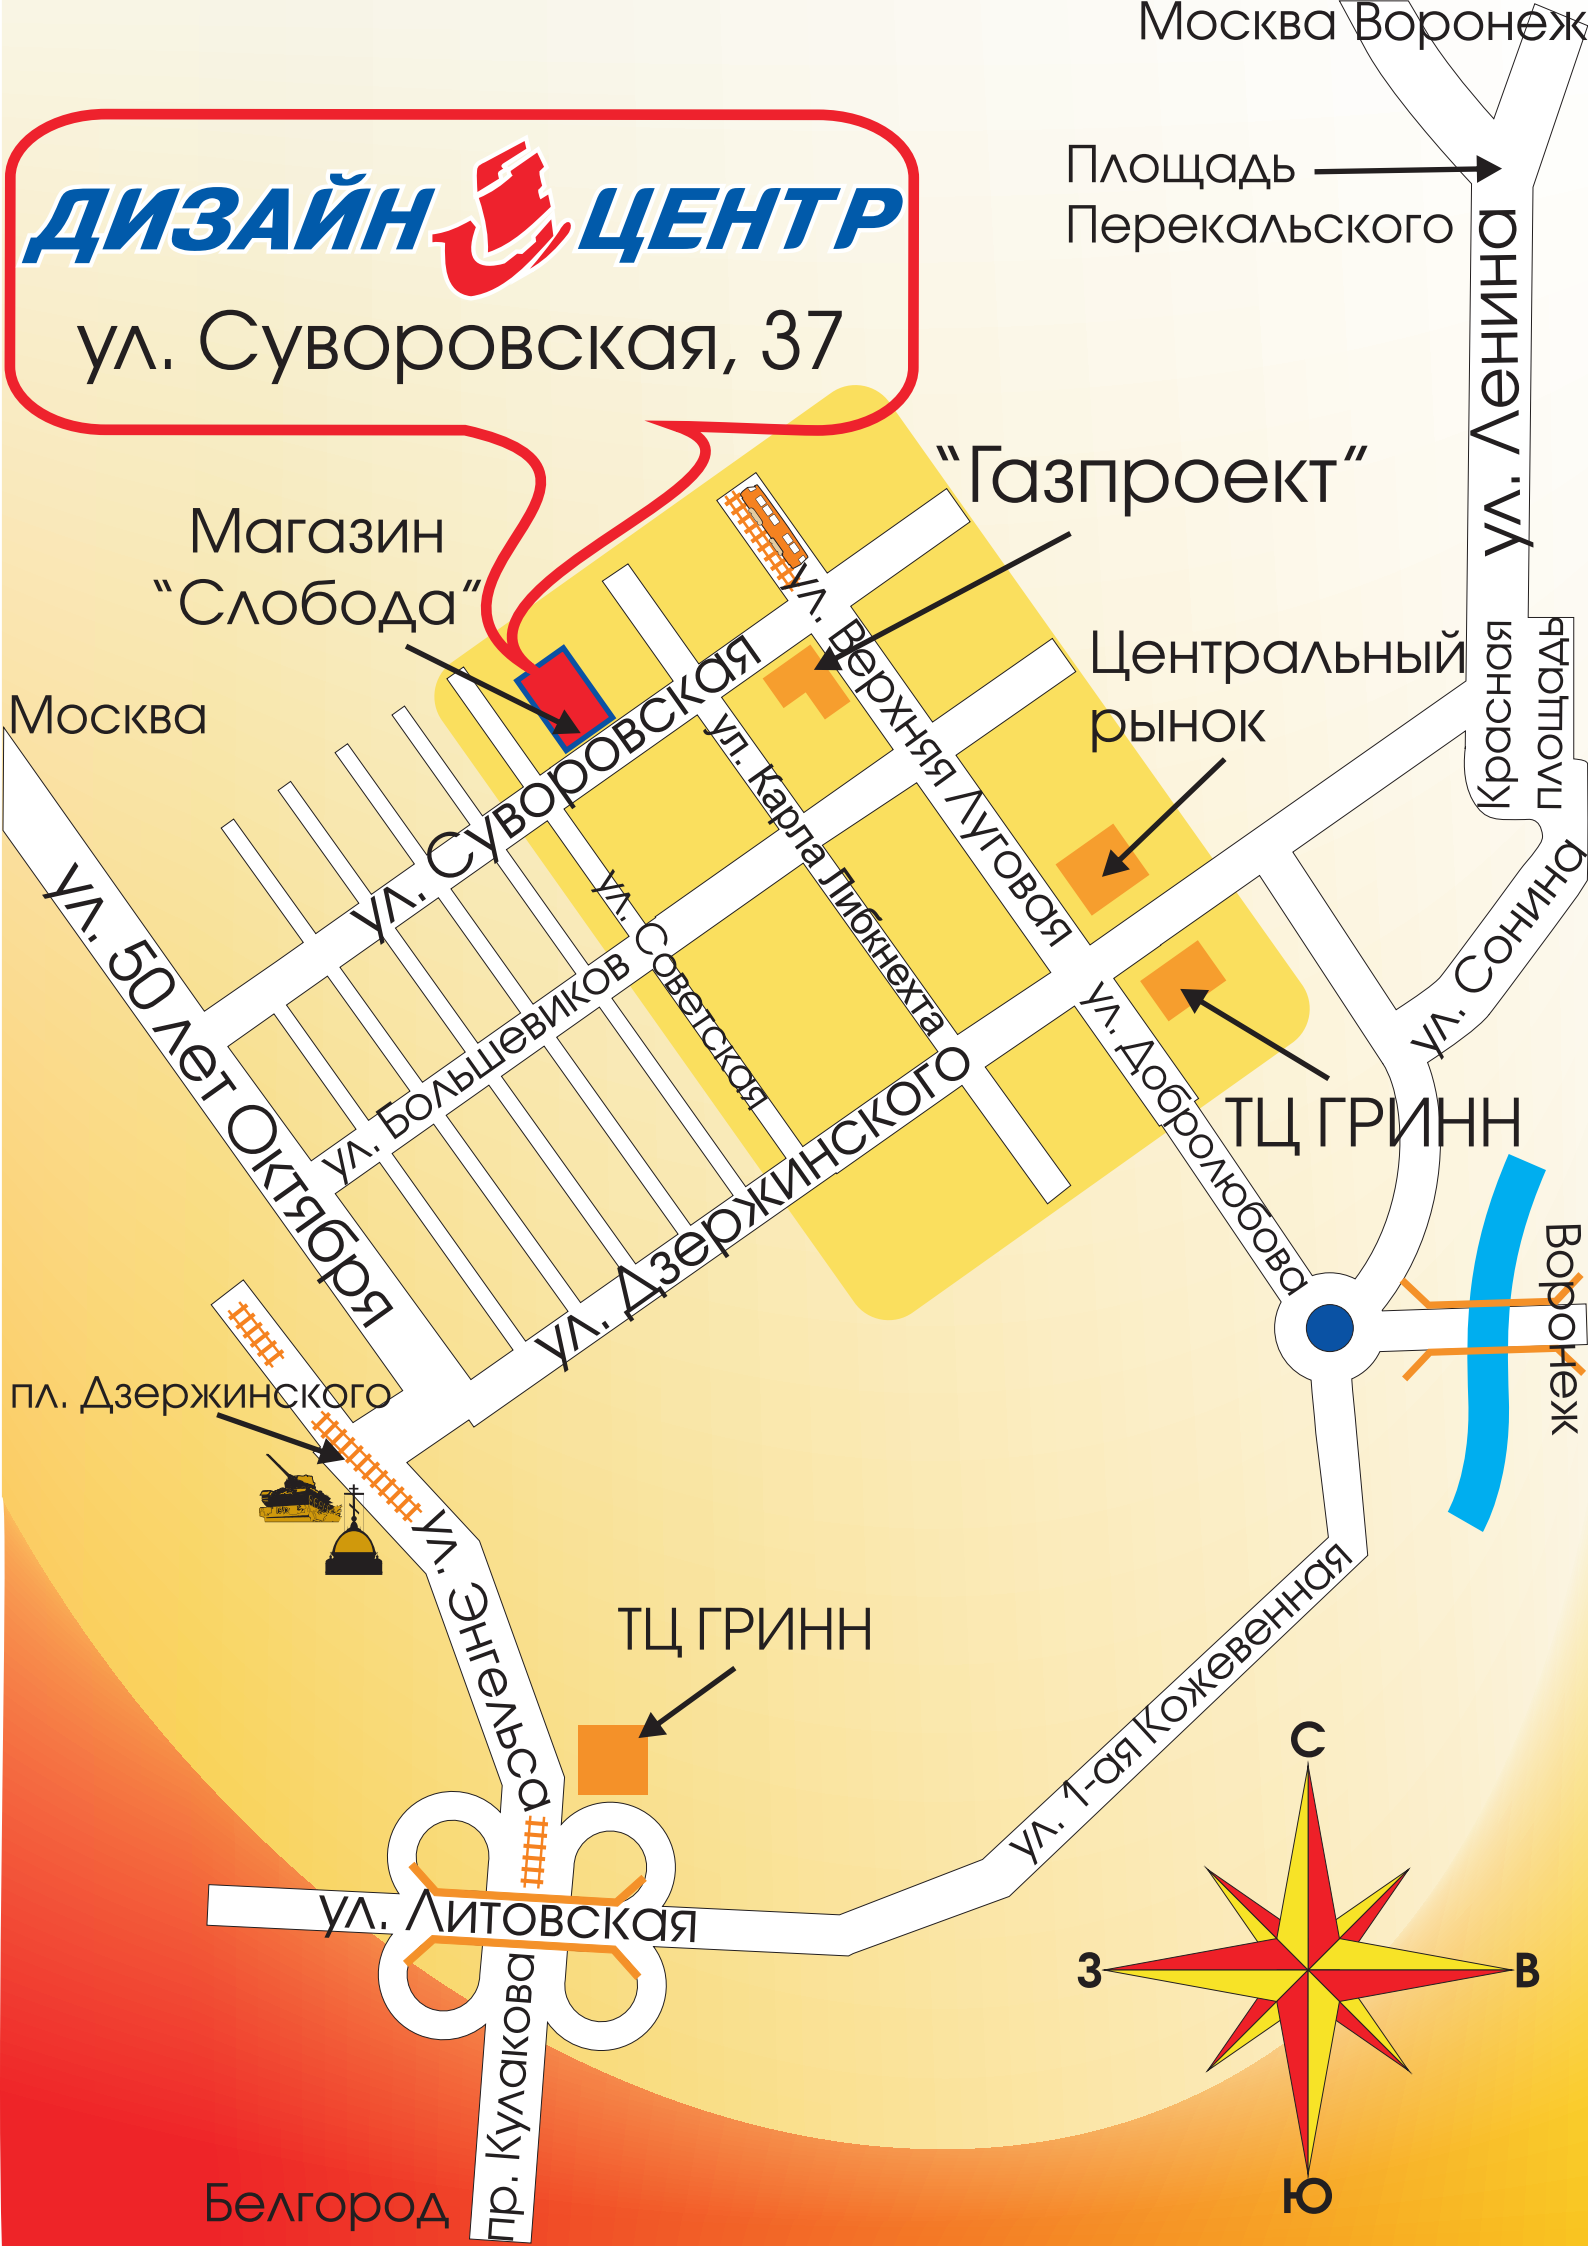 Москва Воронеж
Площадь
Перекальского
ДИЗАЙН ЦЕНТР
ул. Суворовская, 37
ул. Ленина
“Газпроект”
Магазин
“Слобода”
Центральный
рынок
Красная
площадь
Москва
ул. Суворовская
ул. Верхняя Луговая
ул. Карла Либкнехта
ул. Советская
ул. Большевиков
ул. 50 лет Октября
ул. Сонина
ул. Дзержинского
ул. Добролюбова
ТЦ ГРИНН
Воронеж
пл. Дзержинского
ул. Энгельса
ТЦ ГРИНН
ул. 1-ая Кожевенная
ул. Литовская
пр. Кулакова
Белгород
С
З
В
Ю